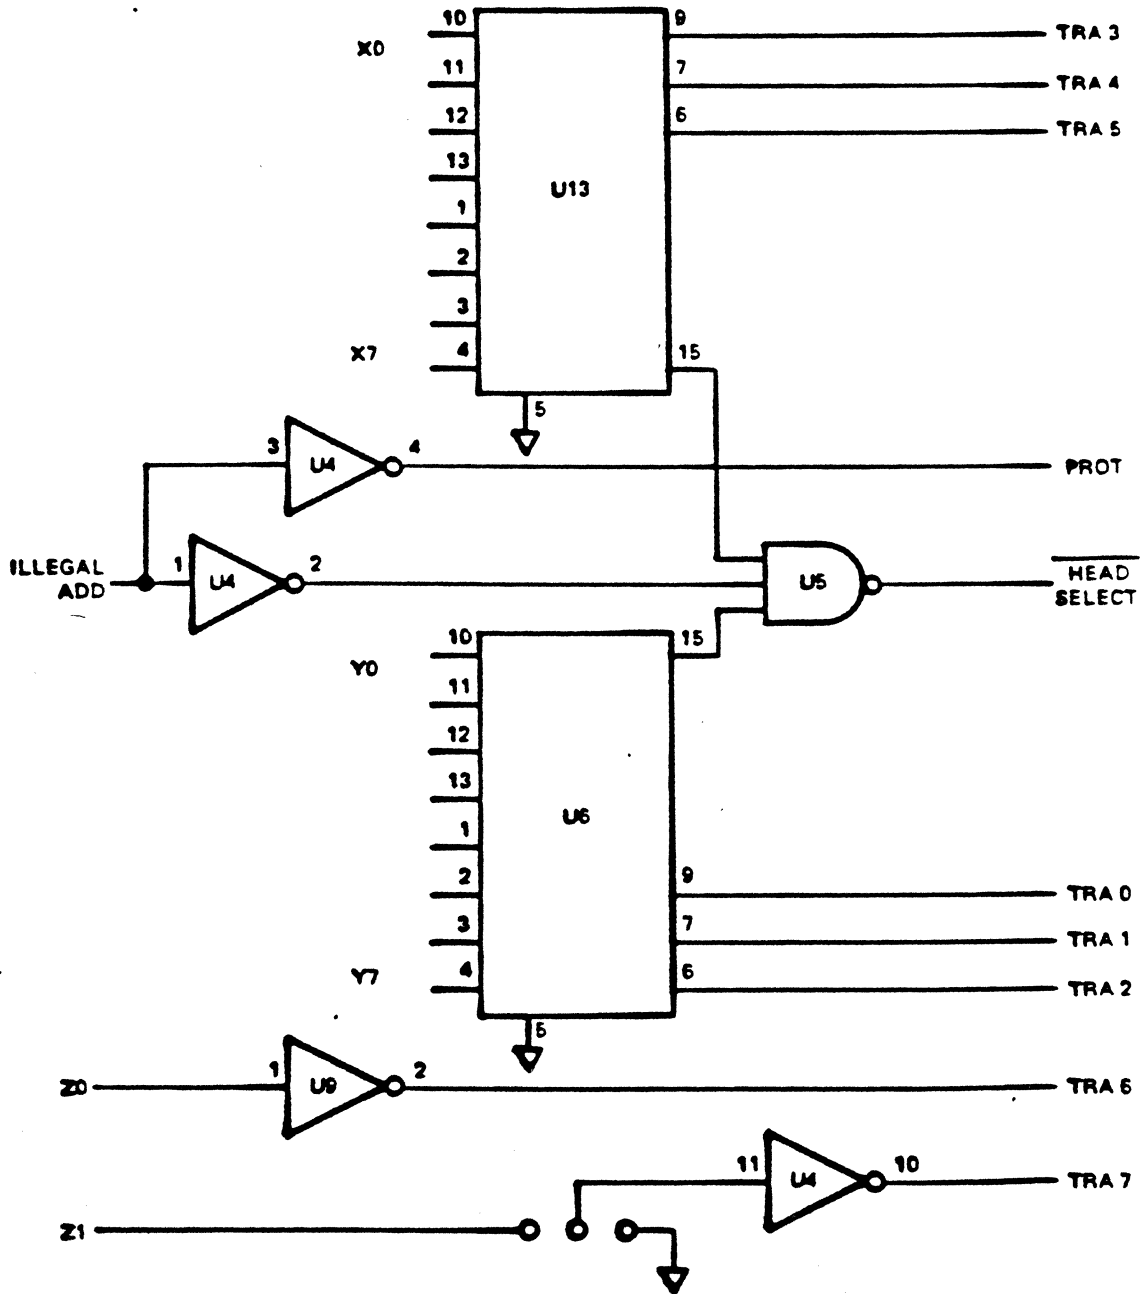 10 9 TRA 3
X0
11 7 TRA 4
12 6 TRA 5
13
U13
1
2
3
X7 4 15
5
3 U4 4 PROT
ILLEGAL
ADD
1 U4 2 U5 HEAD
SELECT
Y0 10 15
11
12
13
U6
1
2 9 TRA 0
3 7 TRA 1
Y7 4 6 TRA 2
5
Z0 1 U9 2 TRA 6
11 U4 10 TRA 7
Z1